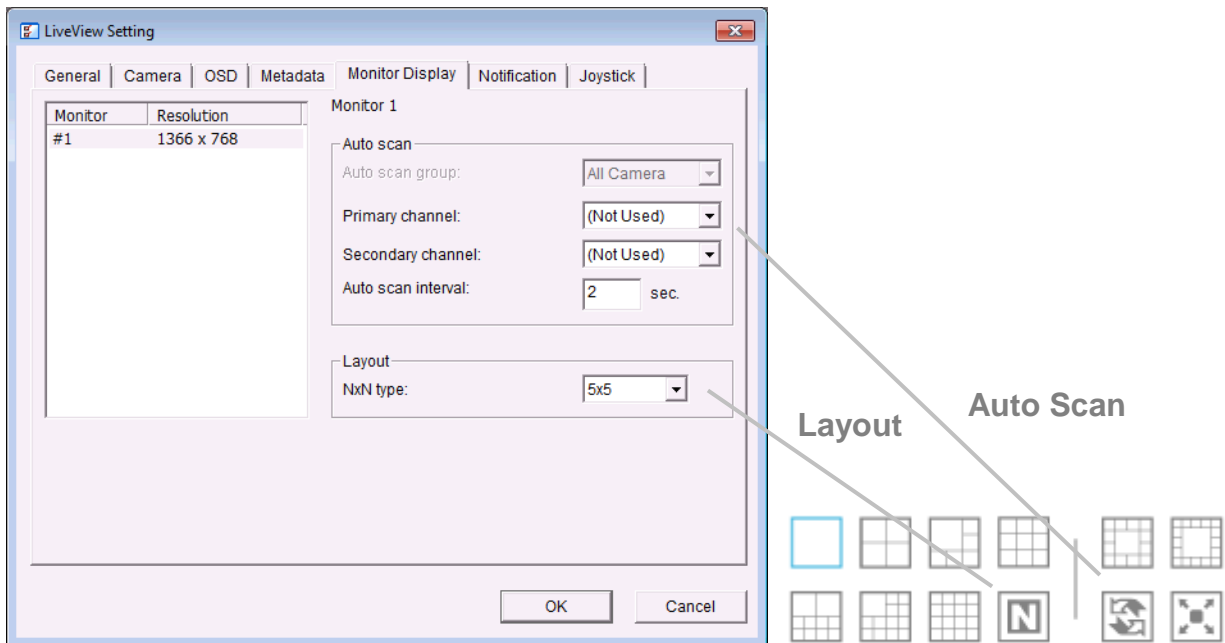 LiveView Setting
General Camera OSD Metadata Monitor Display Notification Joystick
Monitor Resolution
#1 1366 x 768
Monitor 1
Auto scan
Auto scan group: All Camera
Primary channel: (Not Used)
Secondary channel: (Not Used)
Auto scan interval: 2 sec.
Layout
NxN type: 5x5
OK Cancel
Layout
Auto Scan
N